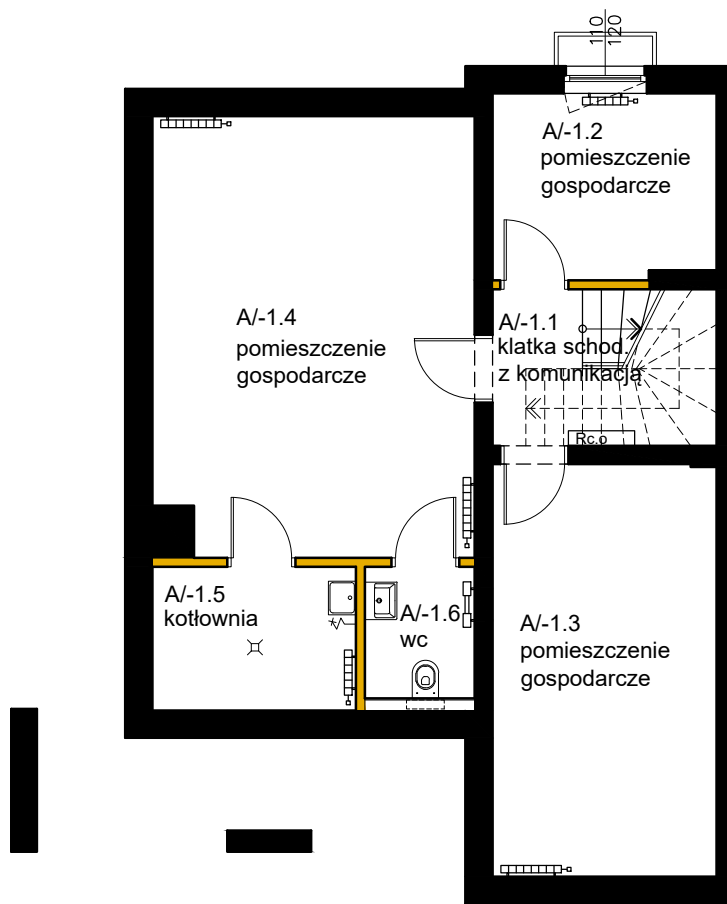 110
120
A/-1.2
pomieszczenie
gospodarcze
A/-1.4
pomieszczenie
gospodarcze
A/-1.1
klatka schod.
z komunikacją
Rc.o
A/-1.5
kotłownia
A/-1.6
wc
A/-1.3
pomieszczenie
gospodarcze